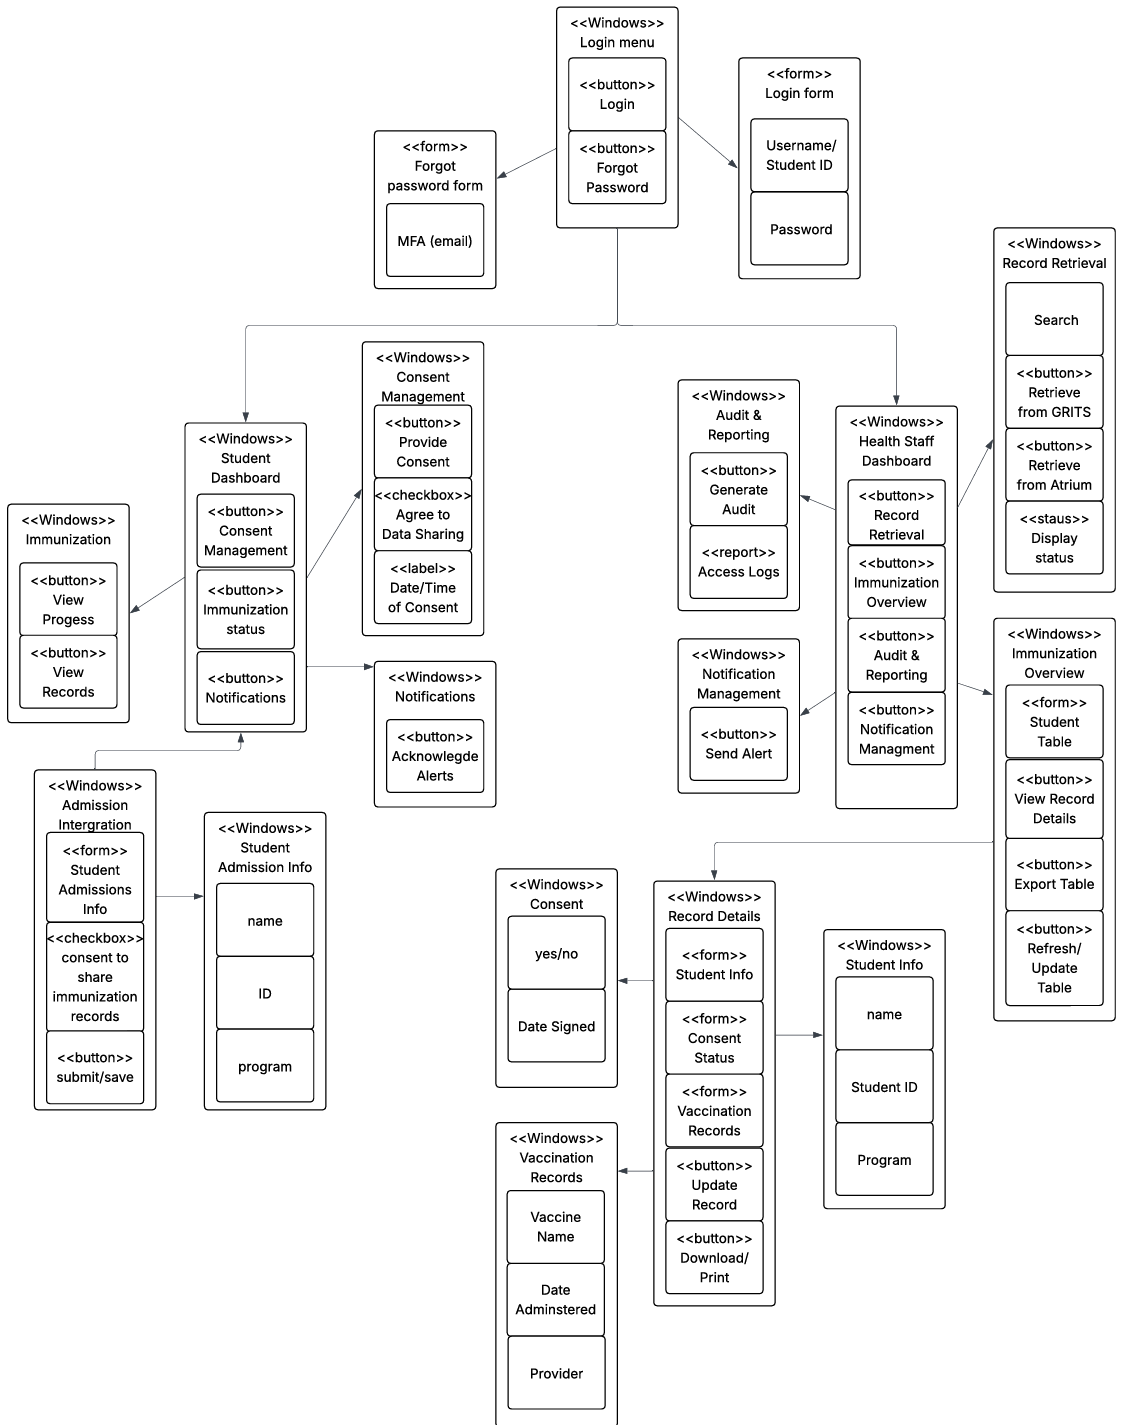 <<Windows>>
Login menu
<<button>>
Login
<<button>>
Forgot
Password
<<form>>
Login form
Username/
Student ID
Password
<<form>>
Forgot
password form
MFA (email)
<<Windows>>
Record Retrieval
Search
<<button>>
Retrieve
from GRITS
<<button>>
Retrieve
from Atrium
<<staus>>
Display
status
<<Windows>>
Consent
Management
<<button>>
Provide
Consent
<<checkbox>>
Agree to
Data Sharing
<<label>>
Date/Time
of Consent
<<Windows>>
Audit &
Reporting
<<button>>
Generate
Audit
<<report>>
Access Logs
<<Windows>>
Health Staff
Dashboard
<<button>>
Record
Retrieval
<<button>>
Immunization
Overview
<<button>>
Audit &
Reporting
<<button>>
Notification
Managment
<<Windows>>
Student
Dashboard
<<button>>
Consent
Management
<<button>>
Immunization
status
<<button>>
Notifications
<<Windows>>
Immunization
<<button>>
View
Progess
<<button>>
View
Records
<<Windows>>
Notifications
<<button>>
Acknowlegde
Alerts
<<Windows>>
Notification
Management
<<button>>
Send Alert
<<Windows>>
Immunization
Overview
<<form>>
Student
Table
<<button>>
View Record
Details
<<button>>
Export Table
<<button>>
Refresh/
Update
Table
<<Windows>>
Admission
Intergration
<<form>>
Student
Admissions
Info
<<checkbox>>
consent to
share
immunization
records
<<button>>
submit/save
<<Windows>>
Student
Admission Info
name
ID
program
<<Windows>>
Consent
yes/no
Date Signed
<<Windows>>
Record Details
<<form>>
Student Info
<<form>>
Consent
Status
<<form>>
Vaccination
Records
<<button>>
Update
Record
<<button>>
Download/
Print
<<Windows>>
Student Info
name
Student ID
Program
<<Windows>>
Vaccination
Records
Vaccine
Name
Date
Adminstered
Provider